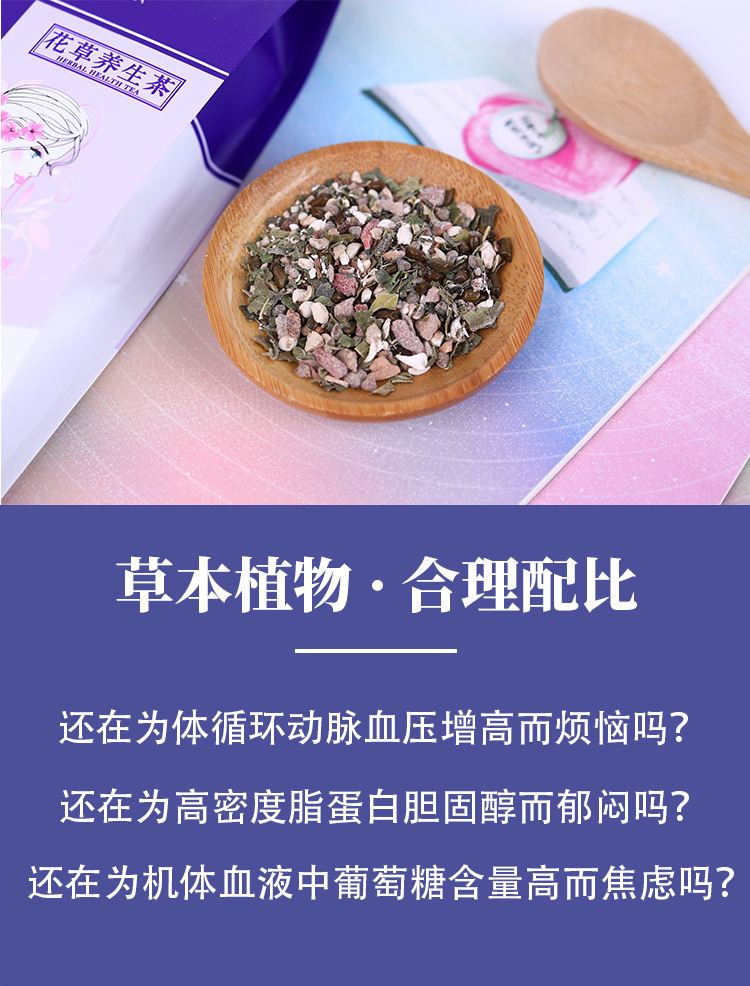 花草养生茶
HERBAL HEALTH TEA
草本植物·合理配比
还在为体循环动脉血压增高而烦恼吗？
还在为高密度脂蛋白胆固醇而郁闷吗？
还在为机体血液中葡萄糖含量高而焦虑吗？